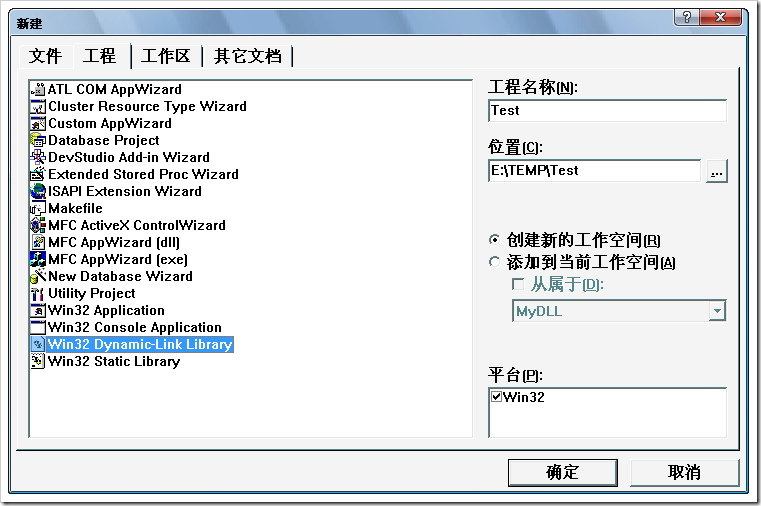 新建
文件 工程 工作区 其它文档
ATL COM AppWizard
Cluster Resource Type Wizard
Custom AppWizard
Database Project
DevStudio Add-in Wizard
Extended Stored Proc Wizard
ISAPI Extension Wizard
Makefile
MFC ActiveX ControlWizard
MFC AppWizard (dll)
MFC AppWizard (exe)
New Database Wizard
Utility Project
Win32 Application
Win32 Console Application
Win32 Dynamic-Link Library
Win32 Static Library
工程名称(N):
Test
位置(C):
E:\TEMP\Test
...
创建新的工作空间(R)
添加到当前工作空间(A)
从属于(D):
MyDLL
平台(P):
Win32
确定 取消